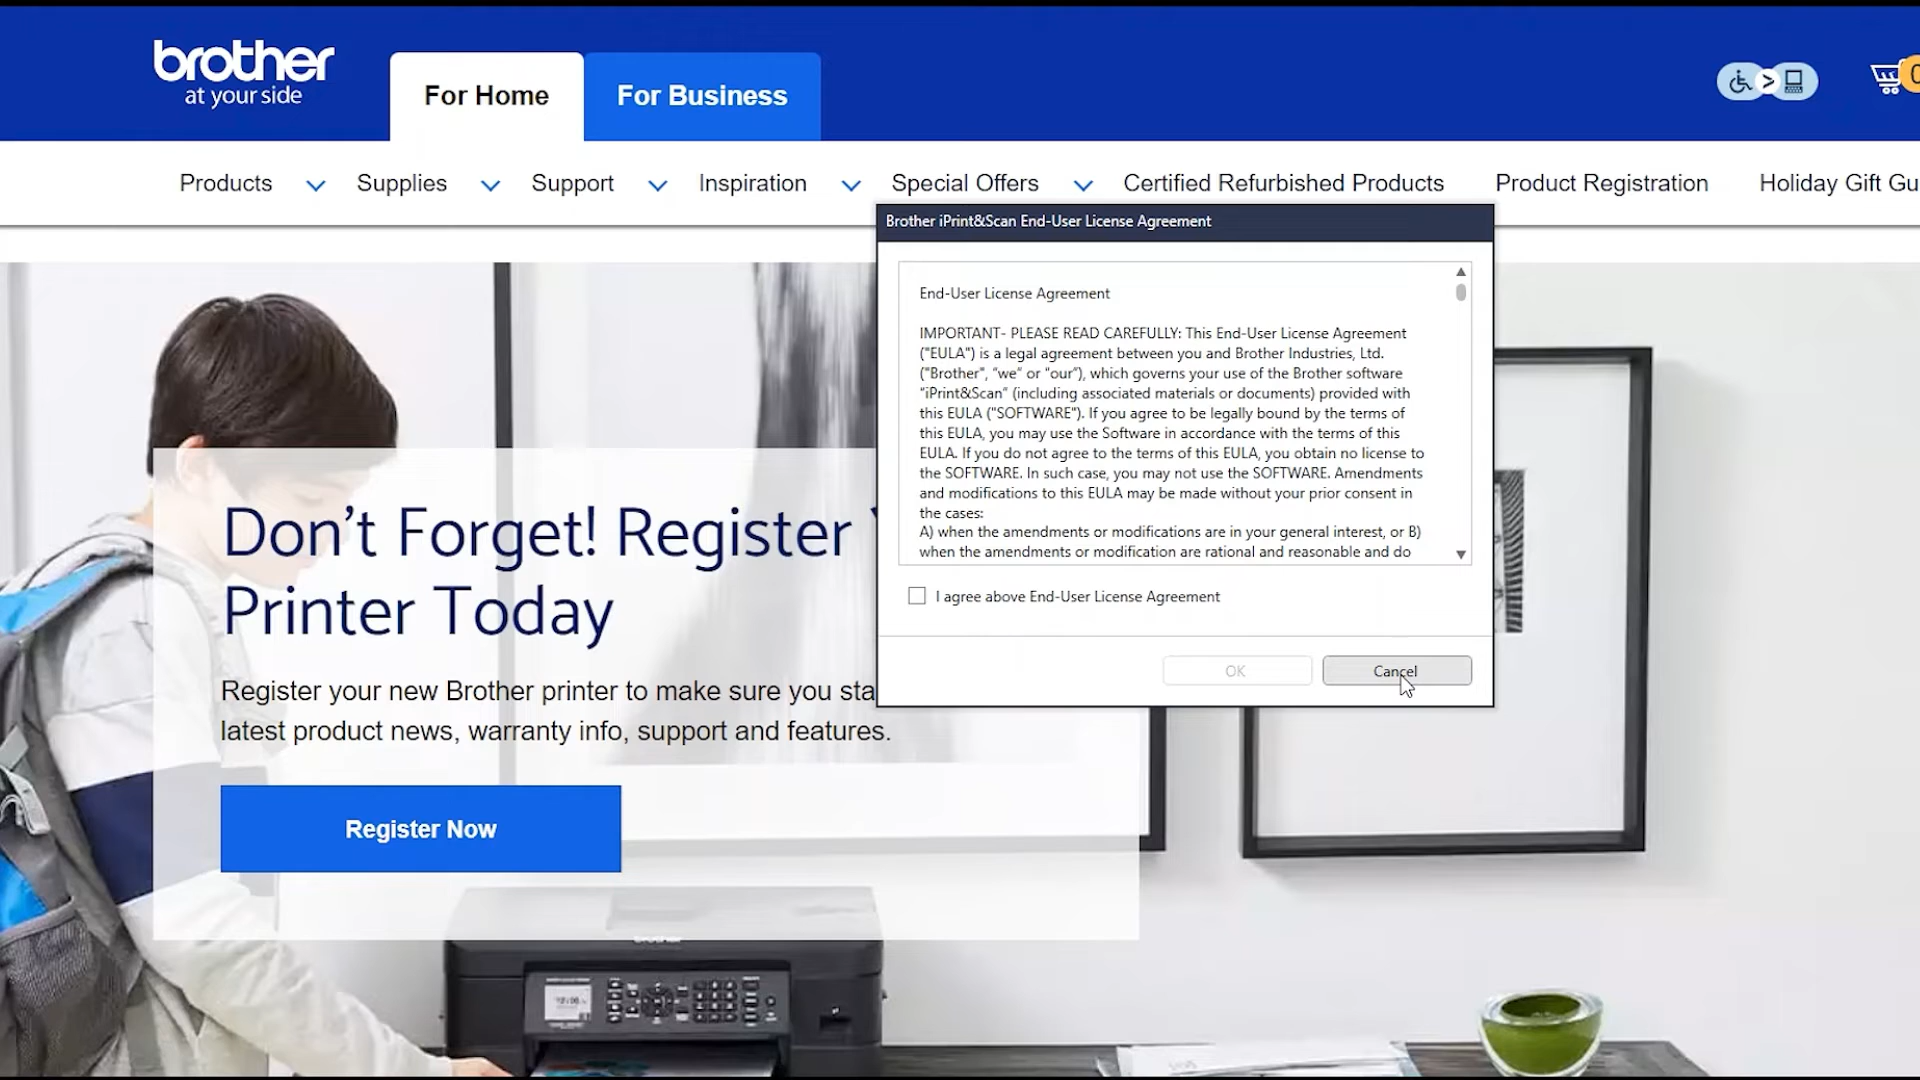 brother
at your side
For Home
For Business
Products
Supplies
Support
Inspiration
Special Offers
Certified Refurbished Products
Product Registration
Holiday Gift Gu
Brother iPrint&Scan End-User License Agreement
End-User License Agreement
IMPORTANT- PLEASE READ CAREFULLY: This End-User License Agreement
("EULA") is a legal agreement between you and Brother Industries, Ltd.
("Brother", "we" or "our"), which governs your use of the Brother software
"iPrint&Scan" (including associated materials or documents) provided with
this EULA ("SOFTWARE"). If you agree to be legally bound by the terms of
this EULA, you may use the Software in accordance with the terms of this
EULA. If you do not agree to the terms of this EULA, you obtain no license to
the SOFTWARE. In such case, you may not use the SOFTWARE. Amendments
and modifications to this EULA may be made without your prior consent in
the cases:
A) when the amendments or modifications are in your general interest, or B)
when the amendments or modification are rational and reasonable and do
I agree above End-User License Agreement
OK
Cancel
Don't Forget! Register
Printer Today
Register your new Brother printer to make sure you sta
latest product news, warranty info, support and features.
Register Now
brother